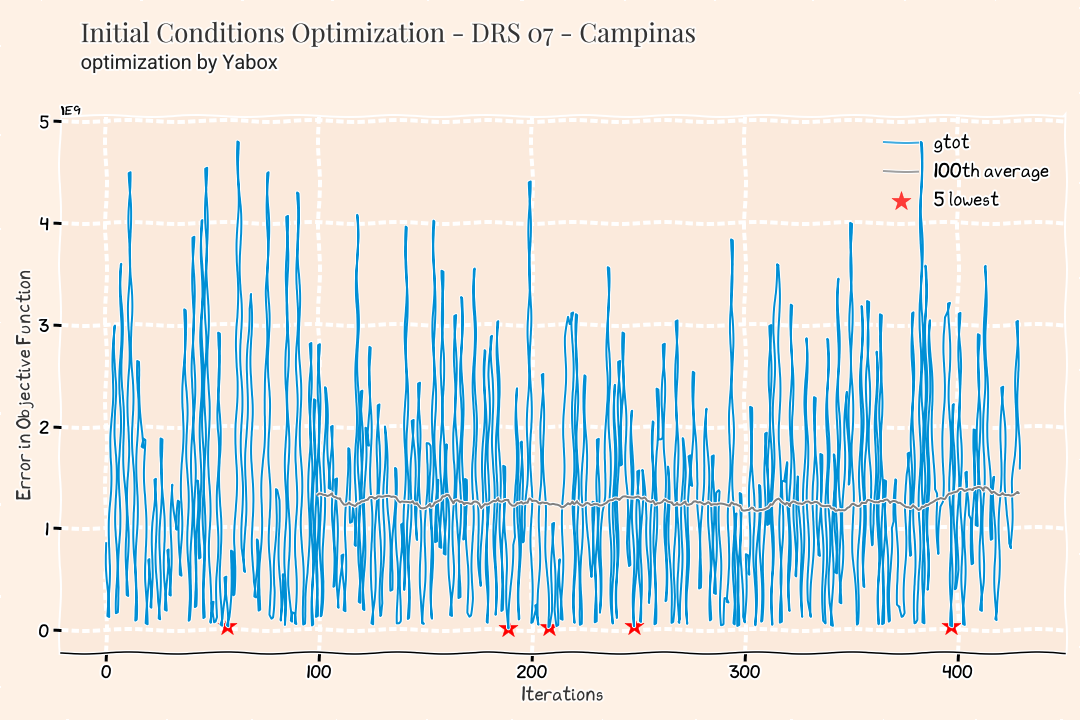 Initial Conditions Optimization - DRS 07 - Campinas
optimization by Yabox
1E9
5
4
3
2
1
0
Error in Objective Function
gtot
100th average
5 lowest
0 100 200 300 400
Iterations